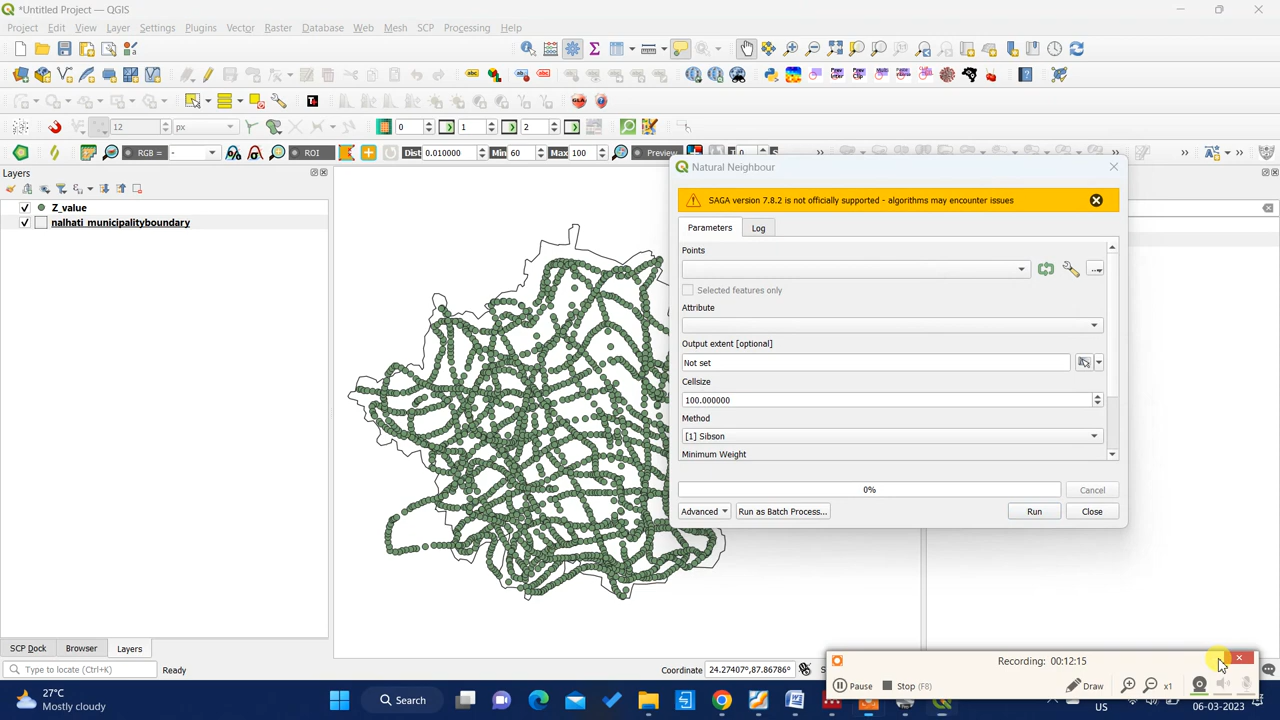 *Untitled Project — QGIS
Project Edit View Layer Settings Plugins Vector Raster Database Web Mesh SCP Processing Help
12 px 0 1 2
RGB = - ROI Dist 0.010000 Min 60 Max 100 Preview
Layers
Z_value
nalhati_municipalityboundary
Natural Neighbour
SAGA version 7.8.2 is not officially supported - algorithms may encounter issues
Parameters Log
Points
Selected features only
Attribute
Output extent [optional]
Not set
Cellsize
100.000000
Method
[1] Sibson
Minimum Weight
0% Cancel
Advanced Run as Batch Process... Run Close
SCP Dock Browser Layers
Type to locate (Ctrl+K) Ready Coordinate 24.27407°,87.86786°
Recording: 00:12:15
Pause Stop (F8) Draw x1
27°C
Mostly cloudy
Search
US
06-03-2023